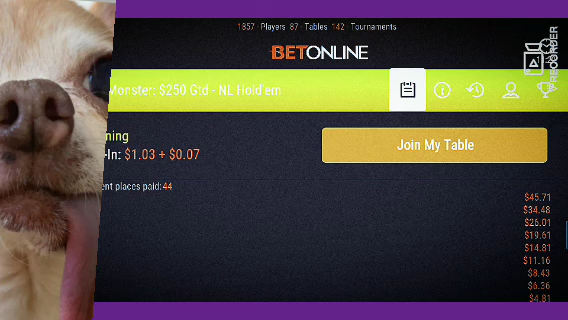 1857 · Players 87 · Tables 142 · Tournaments
BETONLINE
Monster: $250 Gtd - NL Hold'em
ning
-In: $1.03 + $0.07
Join My Table
ent places paid: 44
$45.71
$34.48
$26.01
$19.61
$14.81
$11.16
$8.43
$6.36
$4.81
RECORDER